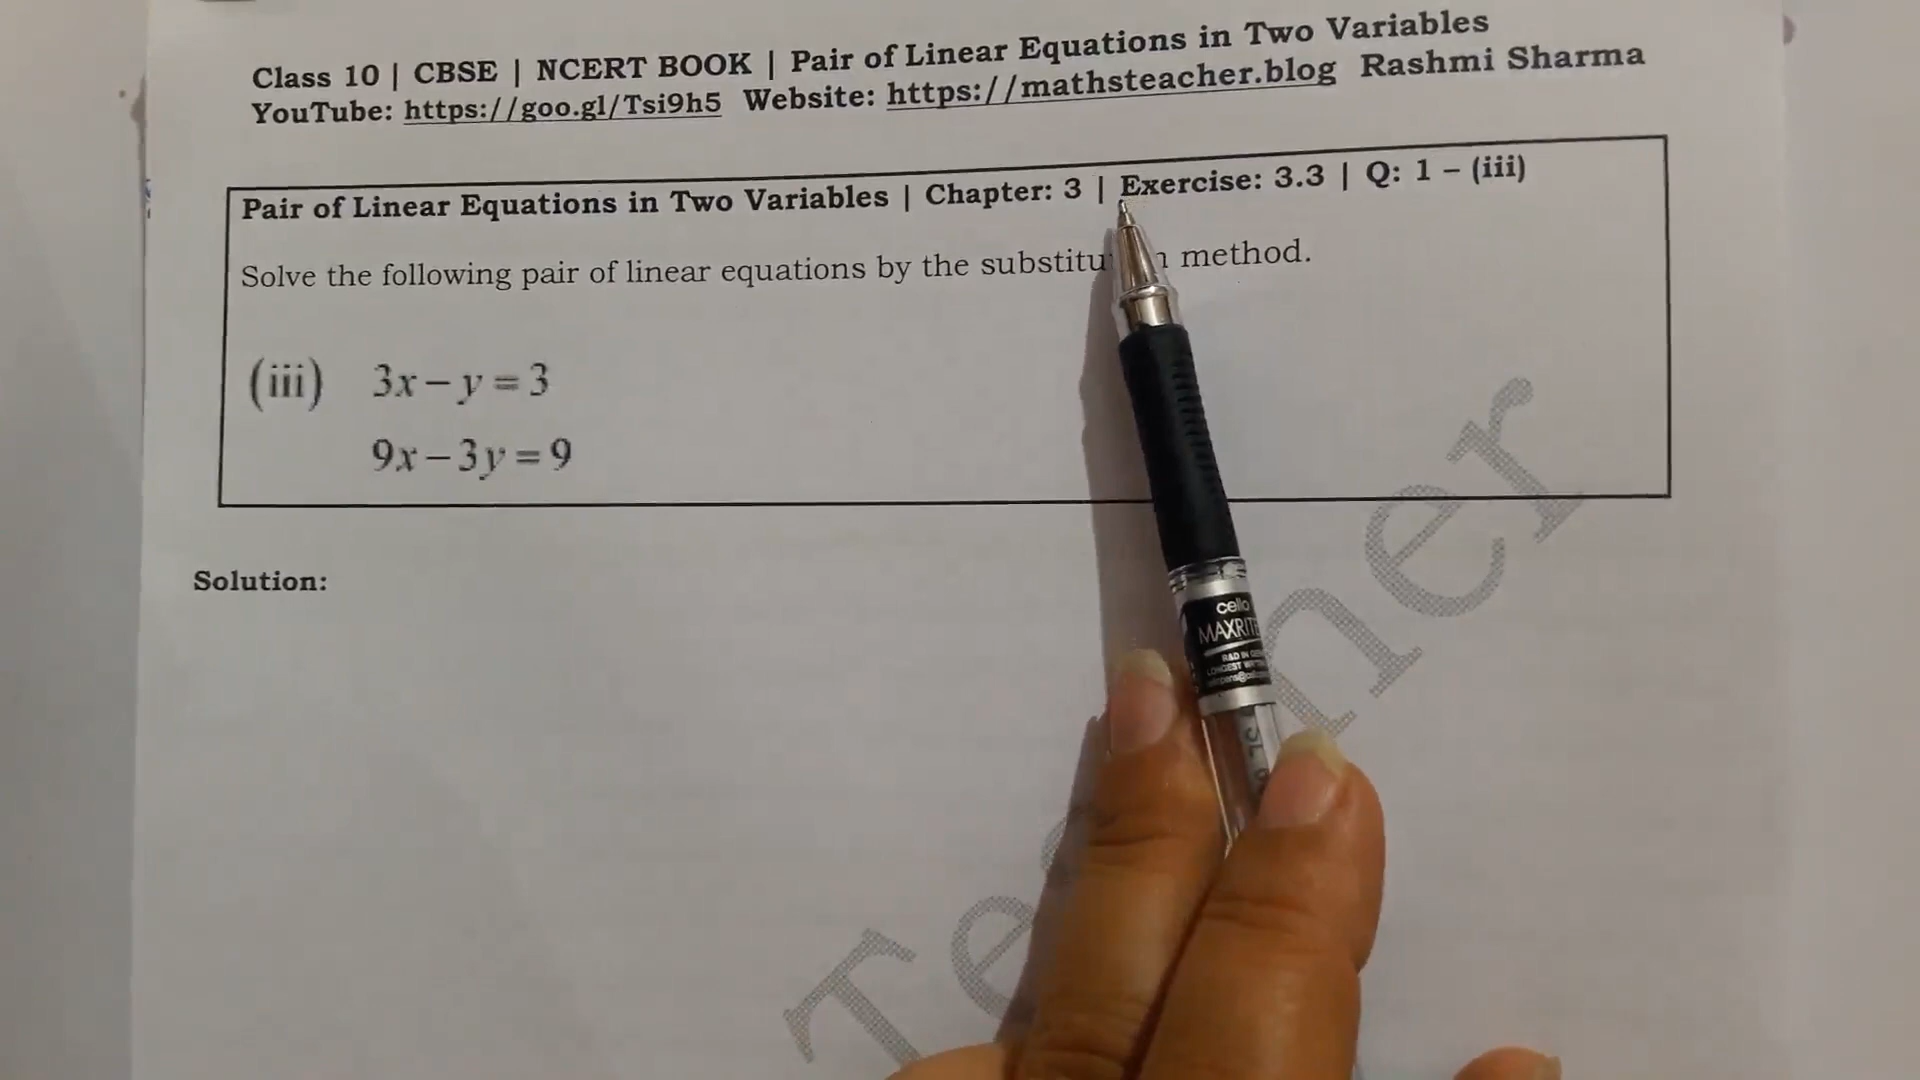 Class 10 | CBSE | NCERT BOOK | Pair of Linear Equations in Two Variables
YouTube: https://goo.gl/Tsi9h5 Website: https://mathsteacher.blog Rashmi Sharma
Pair of Linear Equations in Two Variables | Chapter: 3 | Exercise: 3.3 | Q: 1 – (iii)
Solve the following pair of linear equations by the method.
(iii) 3x – y = 3
9x – 3y = 9
Solution:
cello
MAXRITE